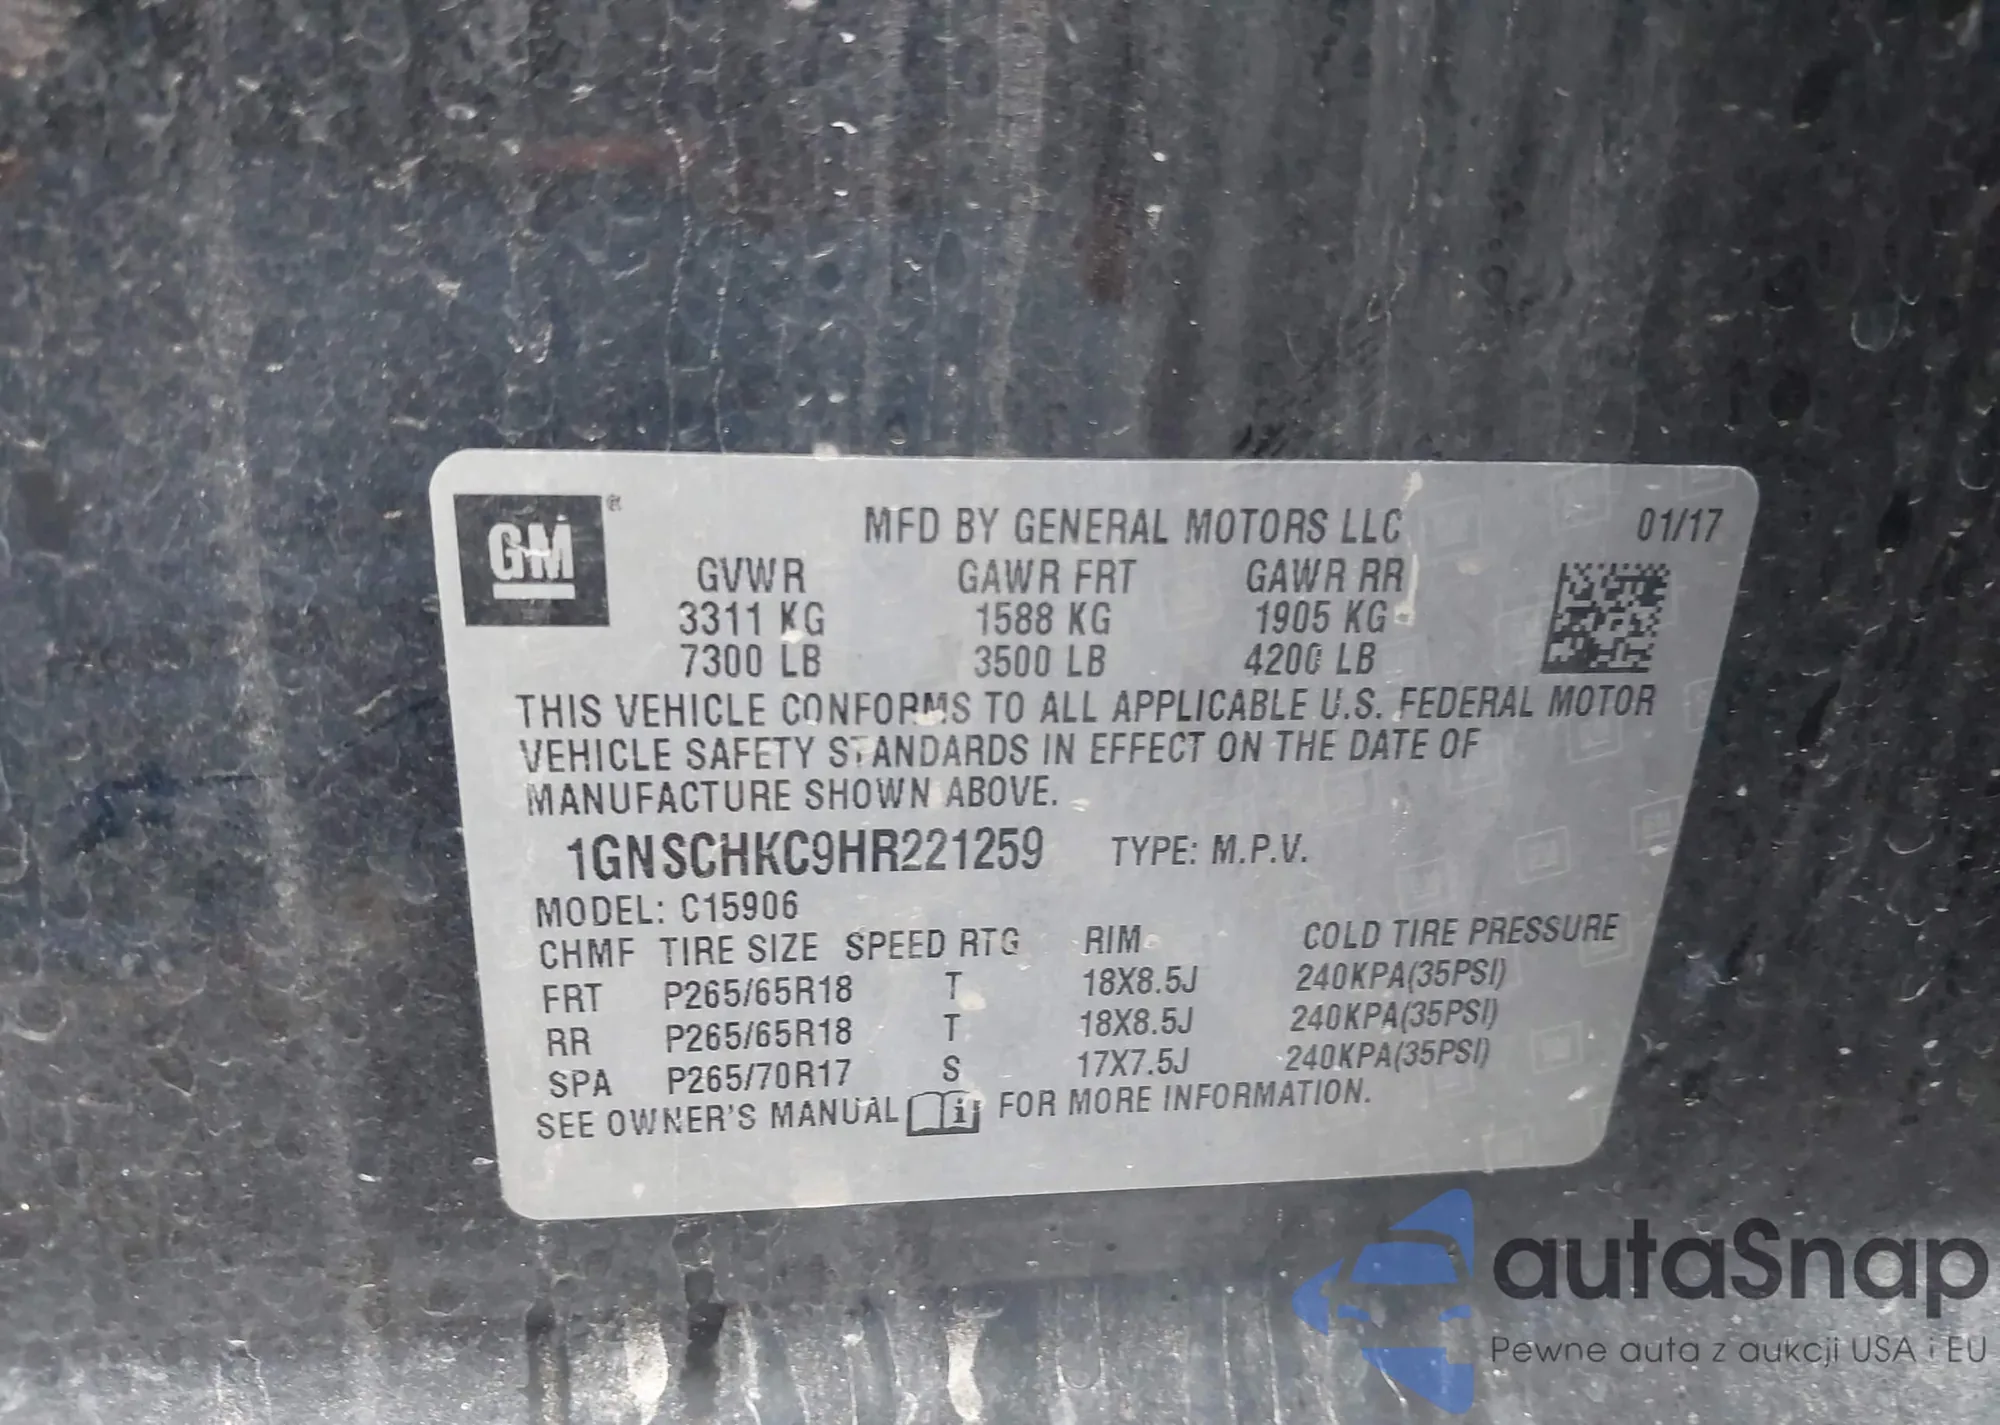 GM®
MFD BY GENERAL MOTORS LLC 01/17
GVWR GAWR FRT GAWR RR
3311 KG 1588 KG 1905 KG
7300 LB 3500 LB 4200 LB
THIS VEHICLE CONFORMS TO ALL APPLICABLE U.S. FEDERAL MOTOR
VEHICLE SAFETY STANDARDS IN EFFECT ON THE DATE OF
MANUFACTURE SHOWN ABOVE.
1GNSCHKC9HR221259 TYPE: M.P.V.
MODEL: C15906
CHMF TIRE SIZE SPEED RTG RIM COLD TIRE PRESSURE
FRT P265/65R18 T 18X8.5J 240KPA(35PSI)
RR P265/65R18 T 18X8.5J 240KPA(35PSI)
SPA P265/70R17 S 17X7.5J 240KPA(35PSI)
SEE OWNER'S MANUAL i FOR MORE INFORMATION.
autaSnap
Pewne auta z aukcji USA i EU